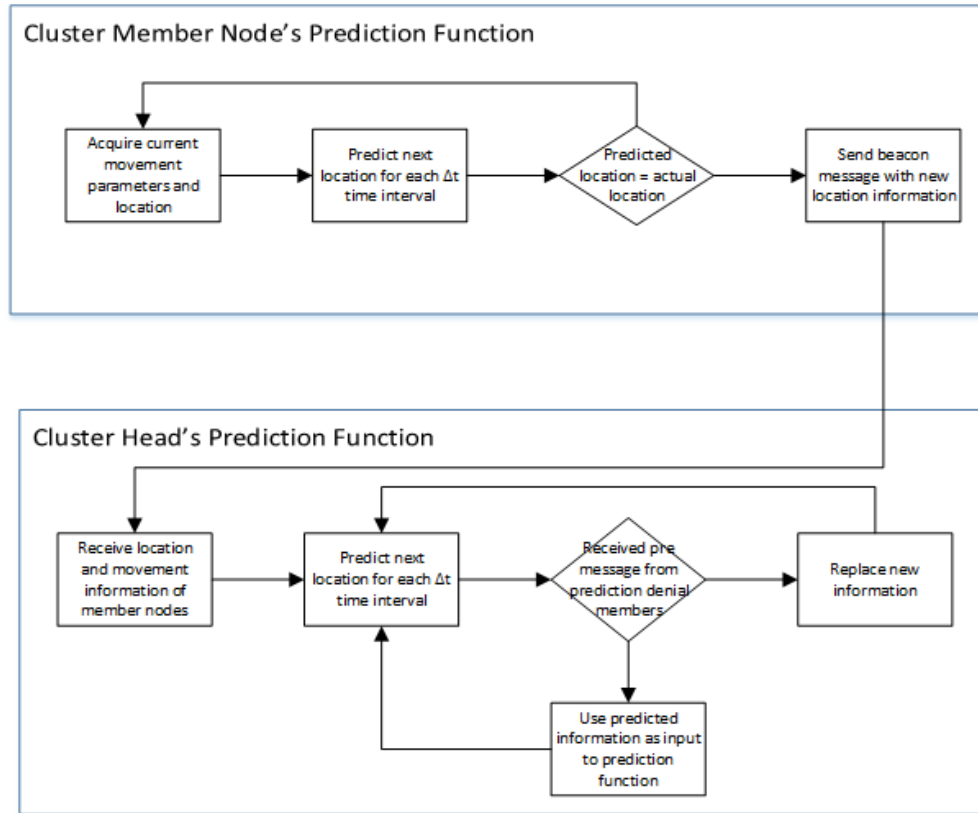 Cluster Member Node's Prediction Function
Acquire current
movement
parameters and
location
Predict next
location for each Δt
time interval
Predicted
location = actual
location
Send beacon
message with new
location information
Cluster Head's Prediction Function
Receive location
and movement
information of
member nodes
Predict next
location for each Δt
time interval
Received pre
message from
prediction denial
members
Replace new
information
Use predicted
information as input
to prediction
function